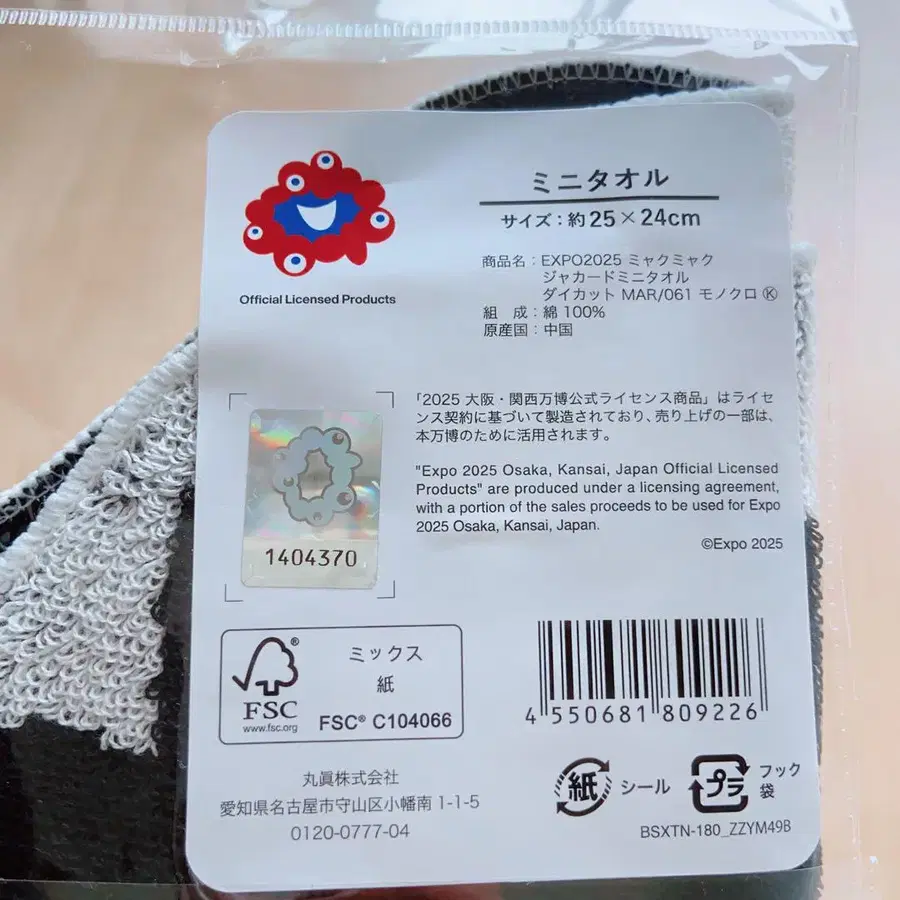 Official Licensed Products
ミニタオル
サイズ：約25×24cm
商品名：EXPO2025 ミャクミャク
ジャカードミニタオル
ダイカット MAR/061 モノクロ Ⓚ
組　成：綿 100%
原産国：中国
「2025 大阪・関西万博公式ライセンス商品」はライセ
ンス契約に基づいて製造されており、売り上げの一部は、
本万博のために活用されます。
"Expo 2025 Osaka, Kansai, Japan Official Licensed
Products" are produced under a licensing agreement,
with a portion of the sales proceeds to be used for Expo
2025 Osaka, Kansai, Japan.
©Expo 2025
1404370
FSC®
www.fsc.org
ミックス
紙
FSC® C104066
4 550681 809226
丸眞株式会社
愛知県名古屋市守山区小幡南 1-1-5
0120-0777-04
紙 シール
プラ フック
袋
BSXTN-180_ZZYM49B